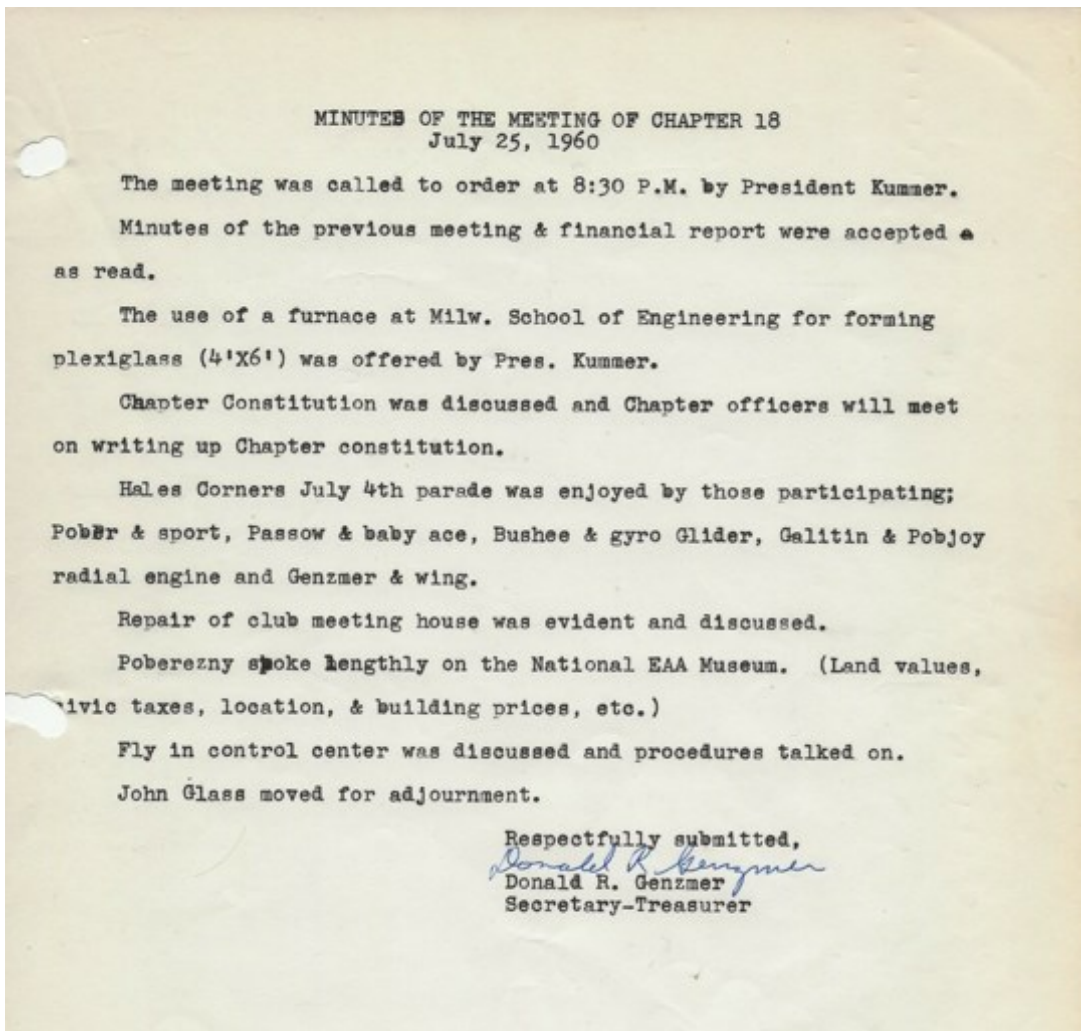 MINUTES OF THE MEETING OF CHAPTER 18
July 25, 1960
The meeting was called to order at 8:30 P.M. by President Kummer.
Minutes of the previous meeting & financial report were accepted a
as read.
The use of a furnace at Milw. School of Engineering for forming
plexiglass (4'X6') was offered by Pres. Kummer.
Chapter Constitution was discussed and Chapter officers will meet
on writing up Chapter constitution.
Hales Corners July 4th parade was enjoyed by those participating;
Pober & sport, Passow & baby ace, Bushee & gyro Glider, Galitin & Pobjoy
radial engine and Genzmer & wing.
Repair of club meeting house was evident and discussed.
Poberezny spoke lengthly on the National EAA Museum. (Land values,
civic taxes, location, & building prices, etc.)
Fly in control center was discussed and procedures talked on.
John Glass moved for adjournment.
Respectfully submitted,
Donald R Genzmer
Donald R. Genzmer
Secretary-Treasurer